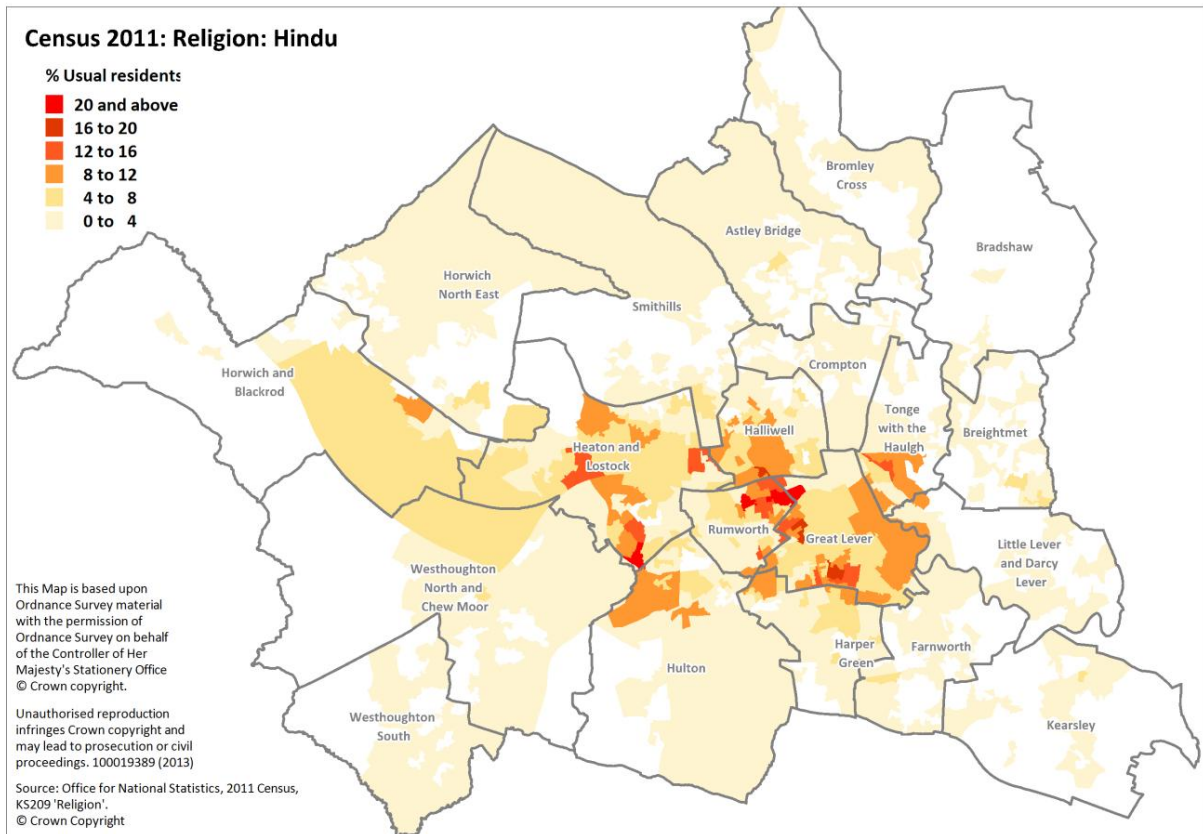 Census 2011: Religion: Hindu
% Usual residents
20 and above
16 to 20
12 to 16
8 to 12
4 to 8
0 to 4
Bromley
Cross
Astley Bridge
Bradshaw
Horwich
North East
Smithills
Horwich and
Blackrod
Crompton
Tonge
with the
Haulgh
Breightmet
Halliwell
Heaton and
Lostock
Rumworth
Great Lever
Little Lever
and Darcy
Lever
Westhoughton
North and
Chew Moor
Harper
Green
Farnworth
Hulton
Westhoughton
South
Kearsley
This Map is based upon
Ordnance Survey material
with the permission of
Ordnance Survey on behalf
of the Controller of Her
Majesty's Stationery Office
© Crown copyright.
Unauthorised reproduction
infringes Crown copyright and
may lead to prosecution or civil
proceedings. 100019389 (2013)
Source: Office for National Statistics, 2011 Census,
KS209 'Religion'.
© Crown Copyright